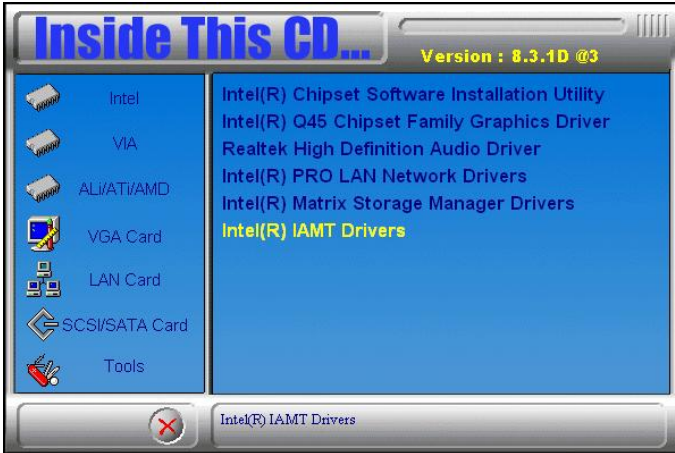 Inside This CD...
Version : 8.3.1D @3
Intel
VIA
ALi/ATi/AMD
VGA Card
LAN Card
SCSI/SATA Card
Tools
Intel(R) Chipset Software Installation Utility
Intel(R) Q45 Chipset Family Graphics Driver
Realtek High Definition Audio Driver
Intel(R) PRO LAN Network Drivers
Intel(R) Matrix Storage Manager Drivers
Intel(R) IAMT Drivers
Intel(R) IAMT Drivers